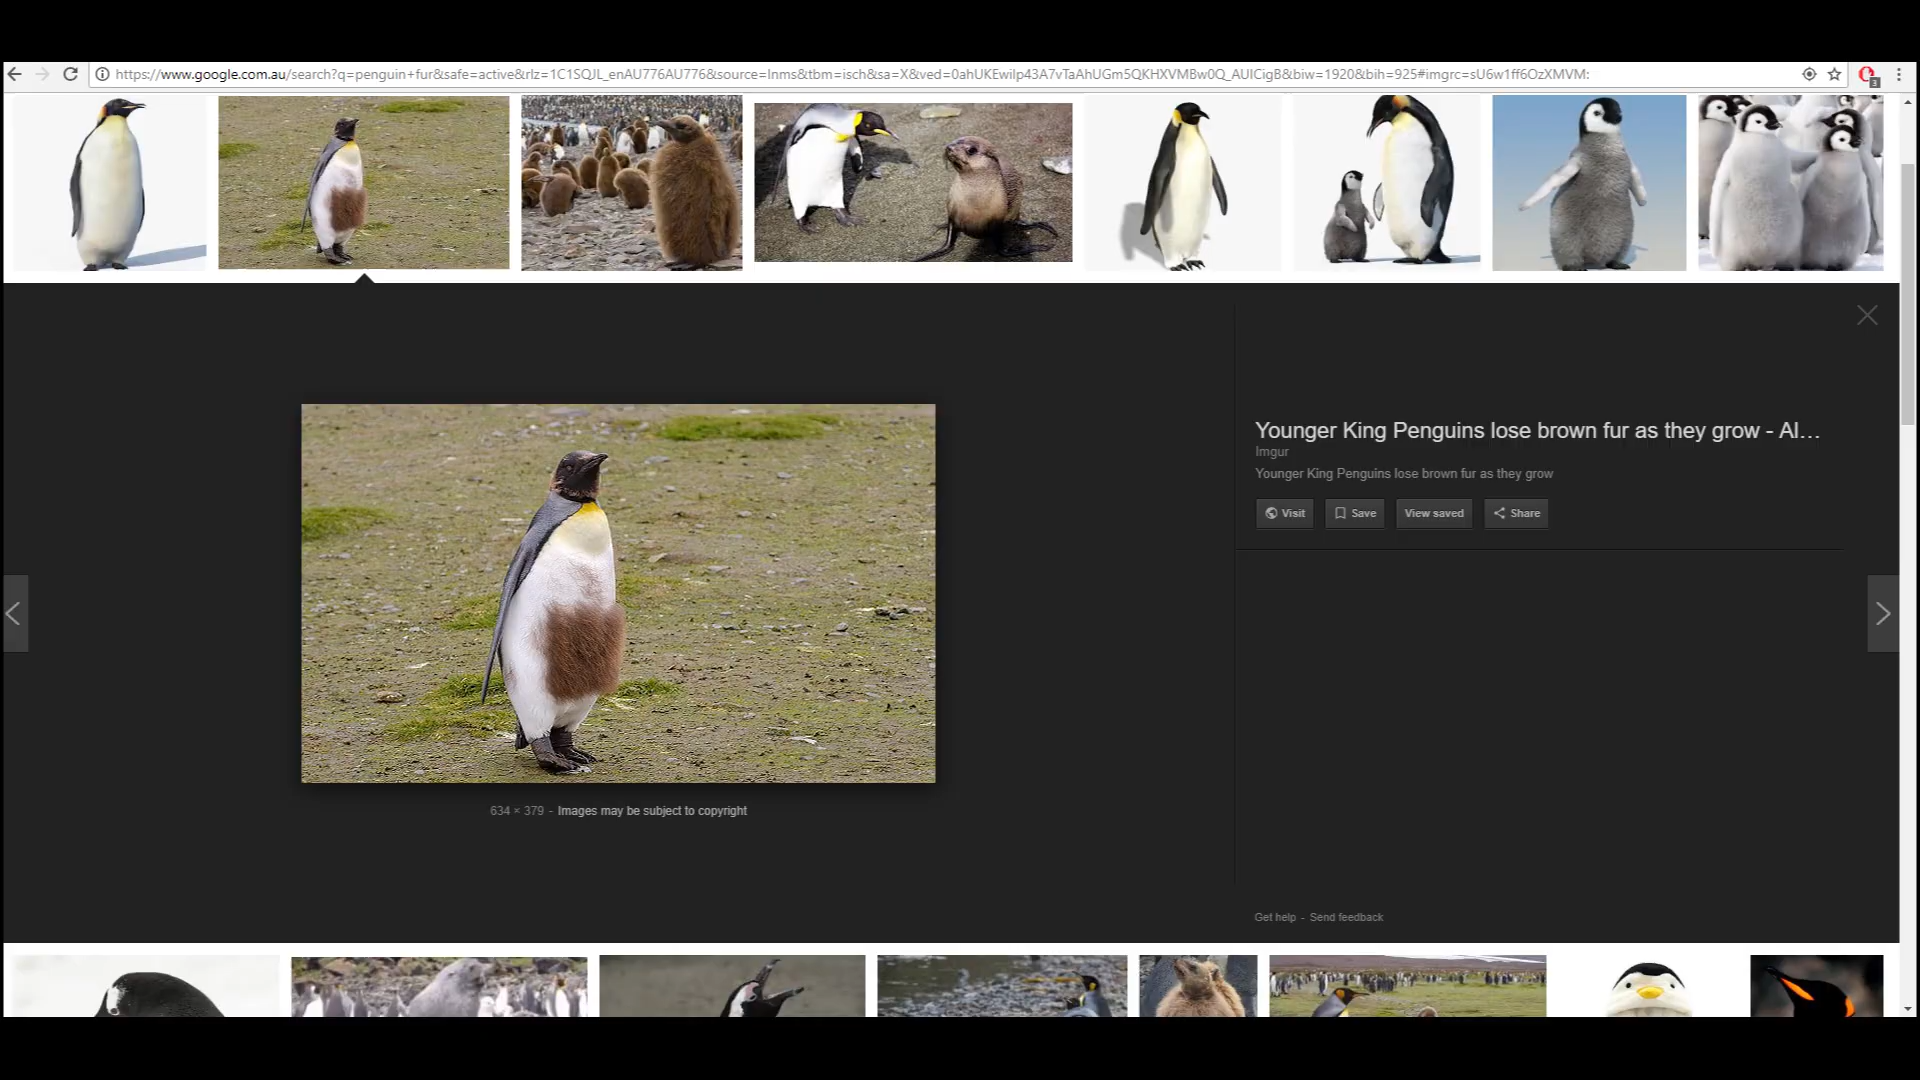 https://www.google.com.au/search?q=penguin+fur&safe=active&rlz=1C1SQJL_enAU776AU776&source=lnms&tbm=isch&sa=X&ved=0ahUKEwilp43A7vTaAhUGm5QKHXVMBw0Q_AUICigB&biw=1920&bih=925#imgrc=sU6w1ff6OzXMVM:
3
Younger King Penguins lose brown fur as they grow - Al...
Imgur
Younger King Penguins lose brown fur as they grow
Visit Save View saved Share
634 × 379 - Images may be subject to copyright
Get help - Send feedback